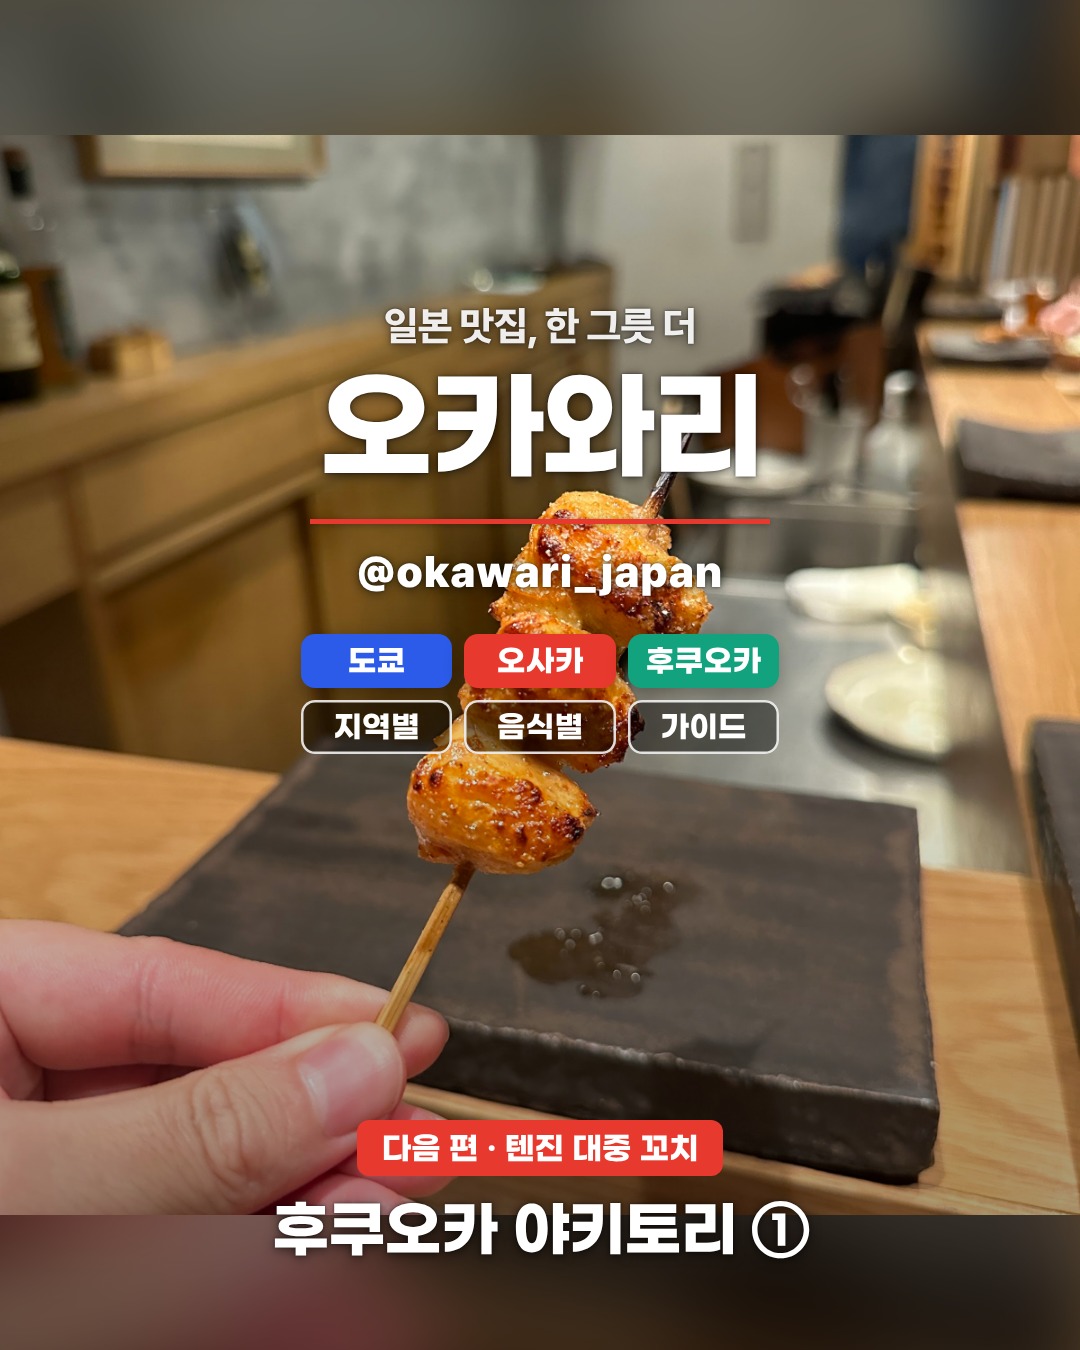 일본 맛집, 한 그릇 더
오카와리
@okawari_japan
도쿄 오사카 후쿠오카
지역별 음식별 가이드
다음 편 · 텐진 대중 꼬치
후쿠오카 야키토리 ①